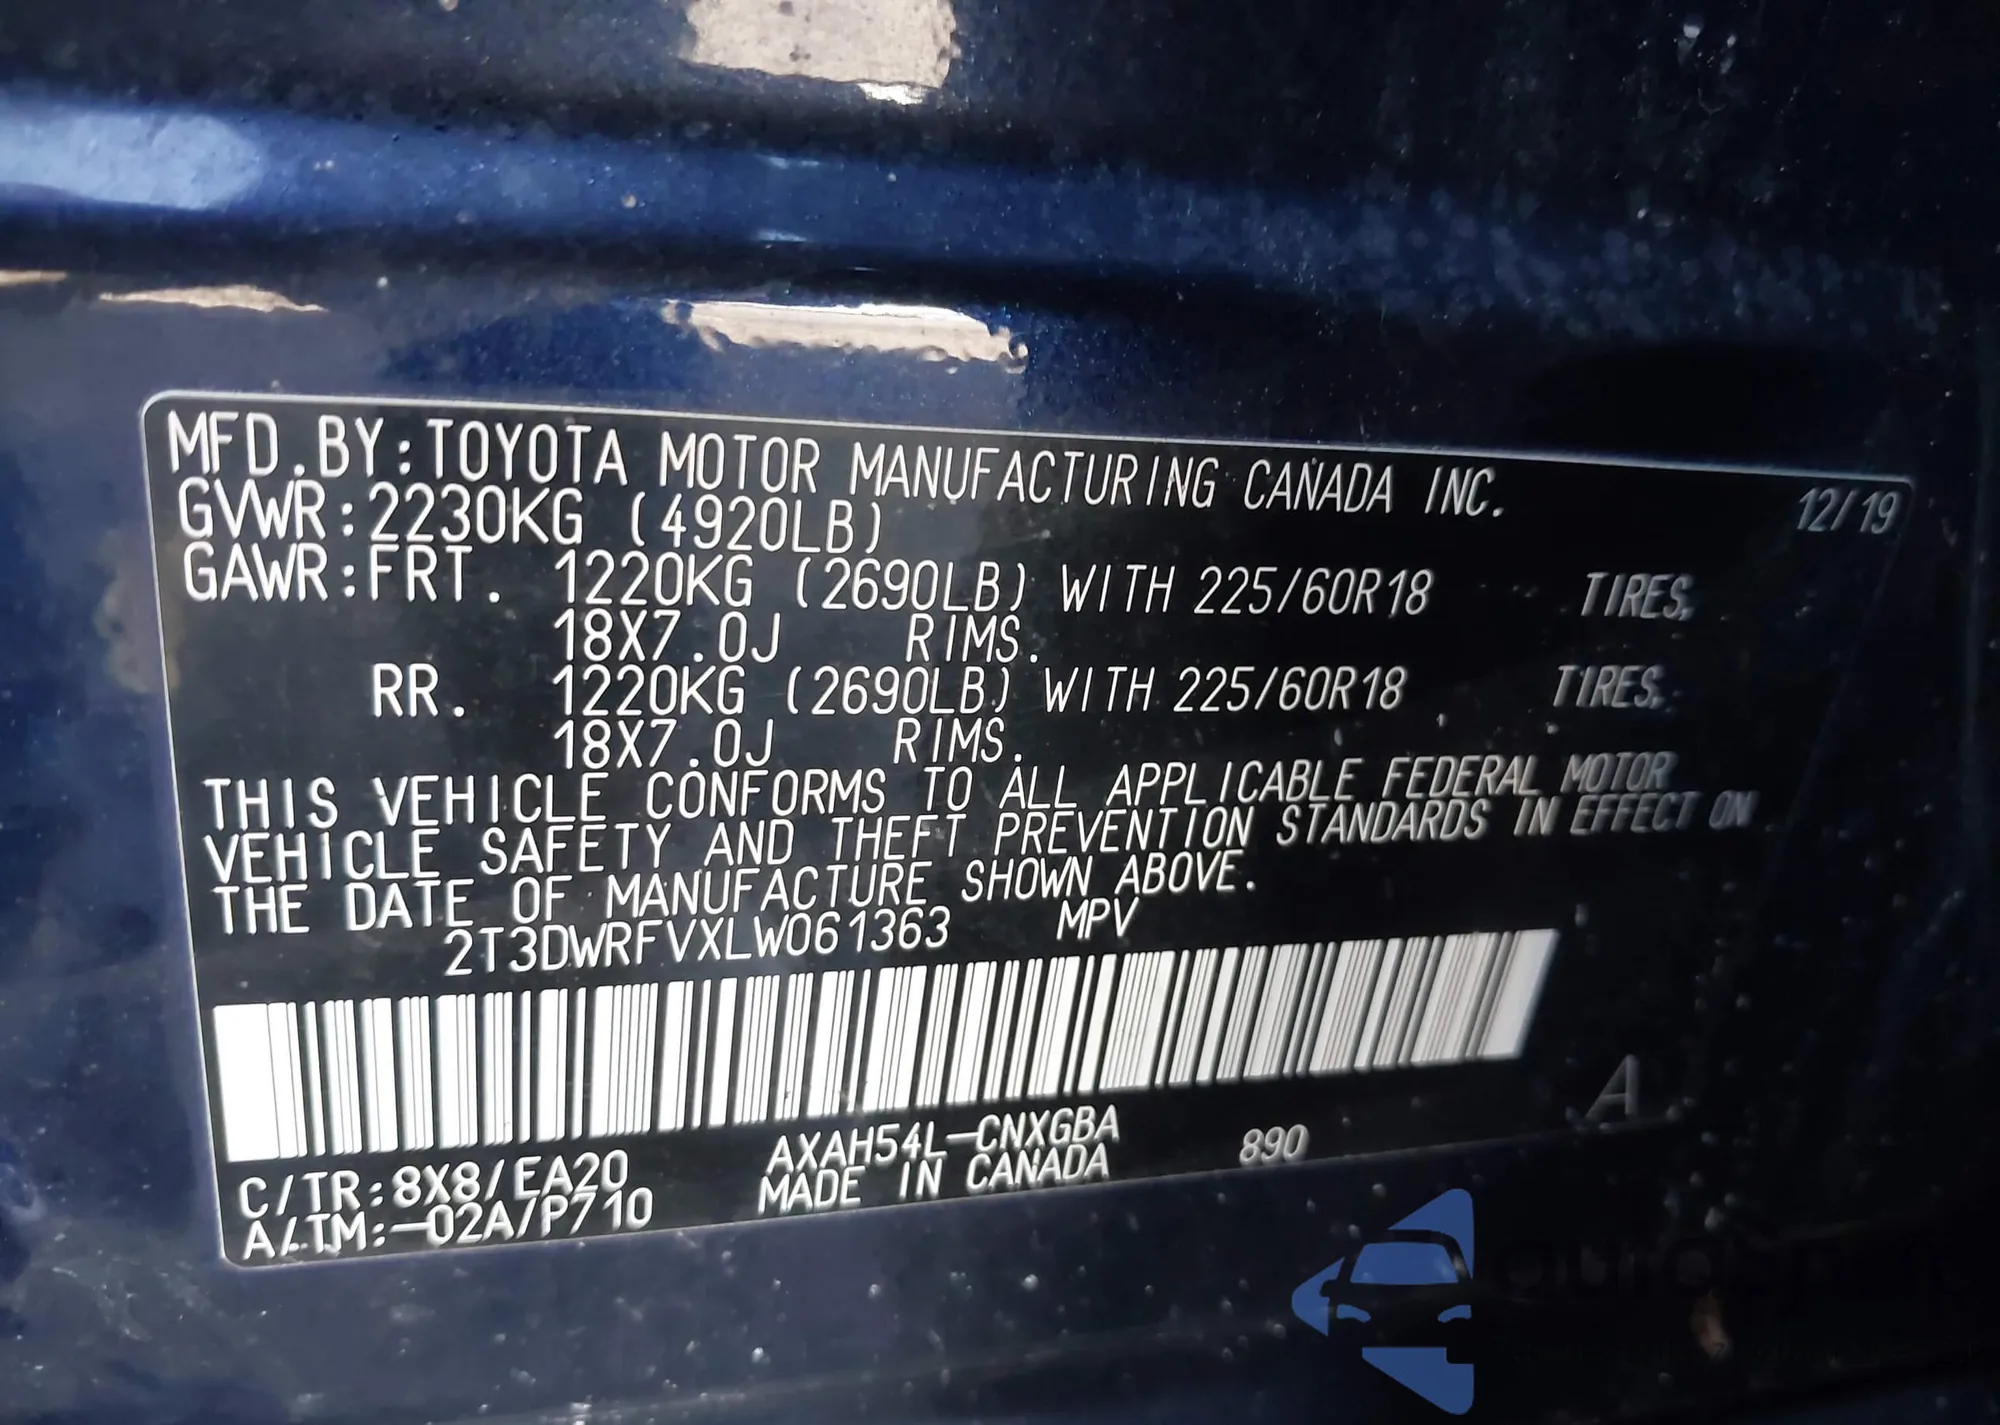 MFD.BY:TOYOTA MOTOR MANUFACTURING CANADA INC. 12/19
GVWR:2230KG (4920LB)
GAWR:FRT. 1220KG (2690LB) WITH 225/60R18 TIRES,
18X7.0J RIMS.
RR. 1220KG (2690LB) WITH 225/60R18 TIRES,
18X7.0J RIMS.
THIS VEHICLE CONFORMS TO ALL APPLICABLE FEDERAL MOTOR
VEHICLE SAFETY AND THEFT PREVENTION STANDARDS IN EFFECT ON
THE DATE OF MANUFACTURE SHOWN ABOVE.
2T3DWRFVXLW061363 MPV
A
C/TR:8X8/EA20 AXAH54L-CNXGBA 890
A/TM:-02A/P710 MADE IN CANADA